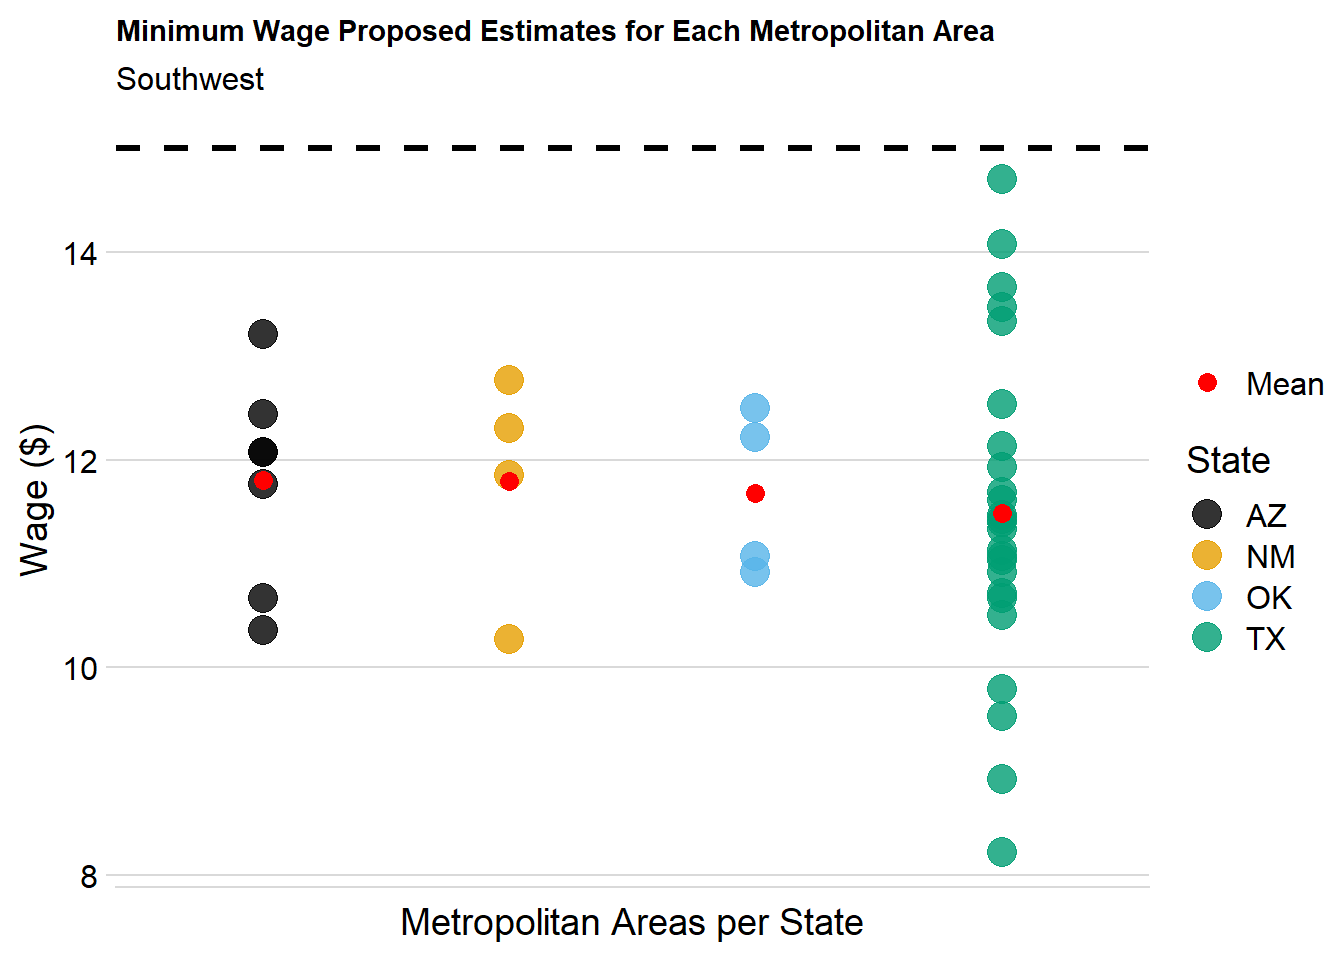 Minimum Wage Proposed Estimates for Each Metropolitan Area
Southwest
14
12
10
8
Wage ($)
Metropolitan Areas per State
Mean
State
AZ
NM
OK
TX